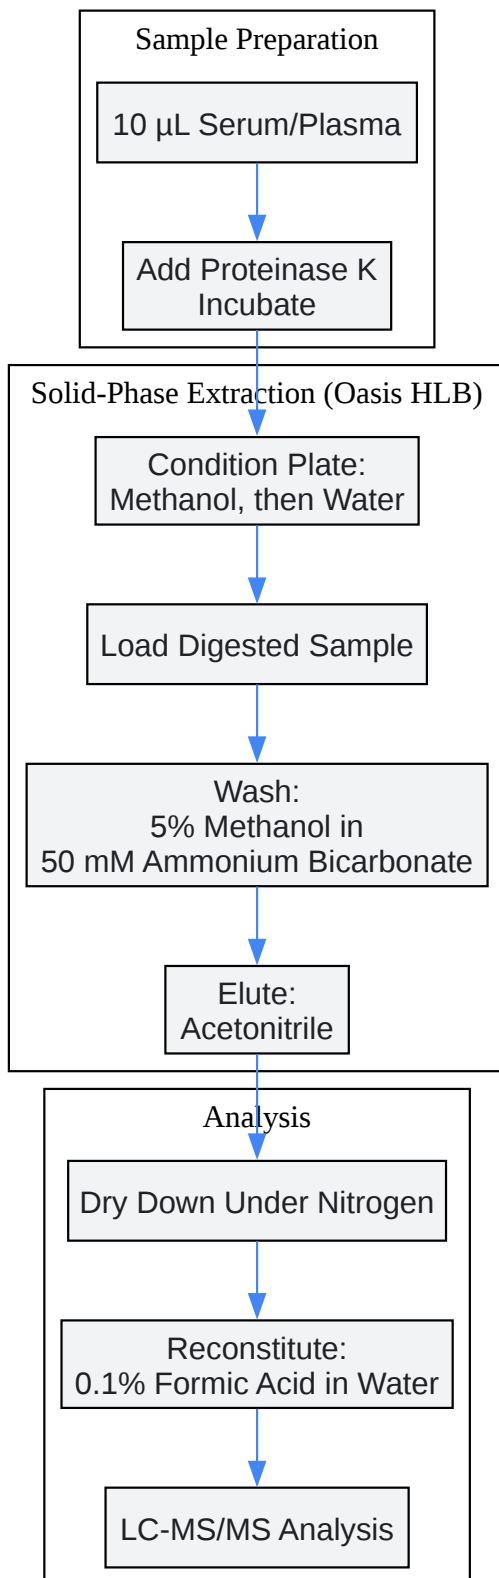 Sample Preparation
10 µL Serum/Plasma
Add Proteinase K
Incubate
Solid-Phase Extraction (Oasis HLB)
Condition Plate:
Methanol, then Water
Load Digested Sample
Wash:
5% Methanol in
50 mM Ammonium Bicarbonate
Elute:
Acetonitrile
Analysis
Dry Down Under Nitrogen
Reconstitute:
0.1% Formic Acid in Water
LC-MS/MS Analysis